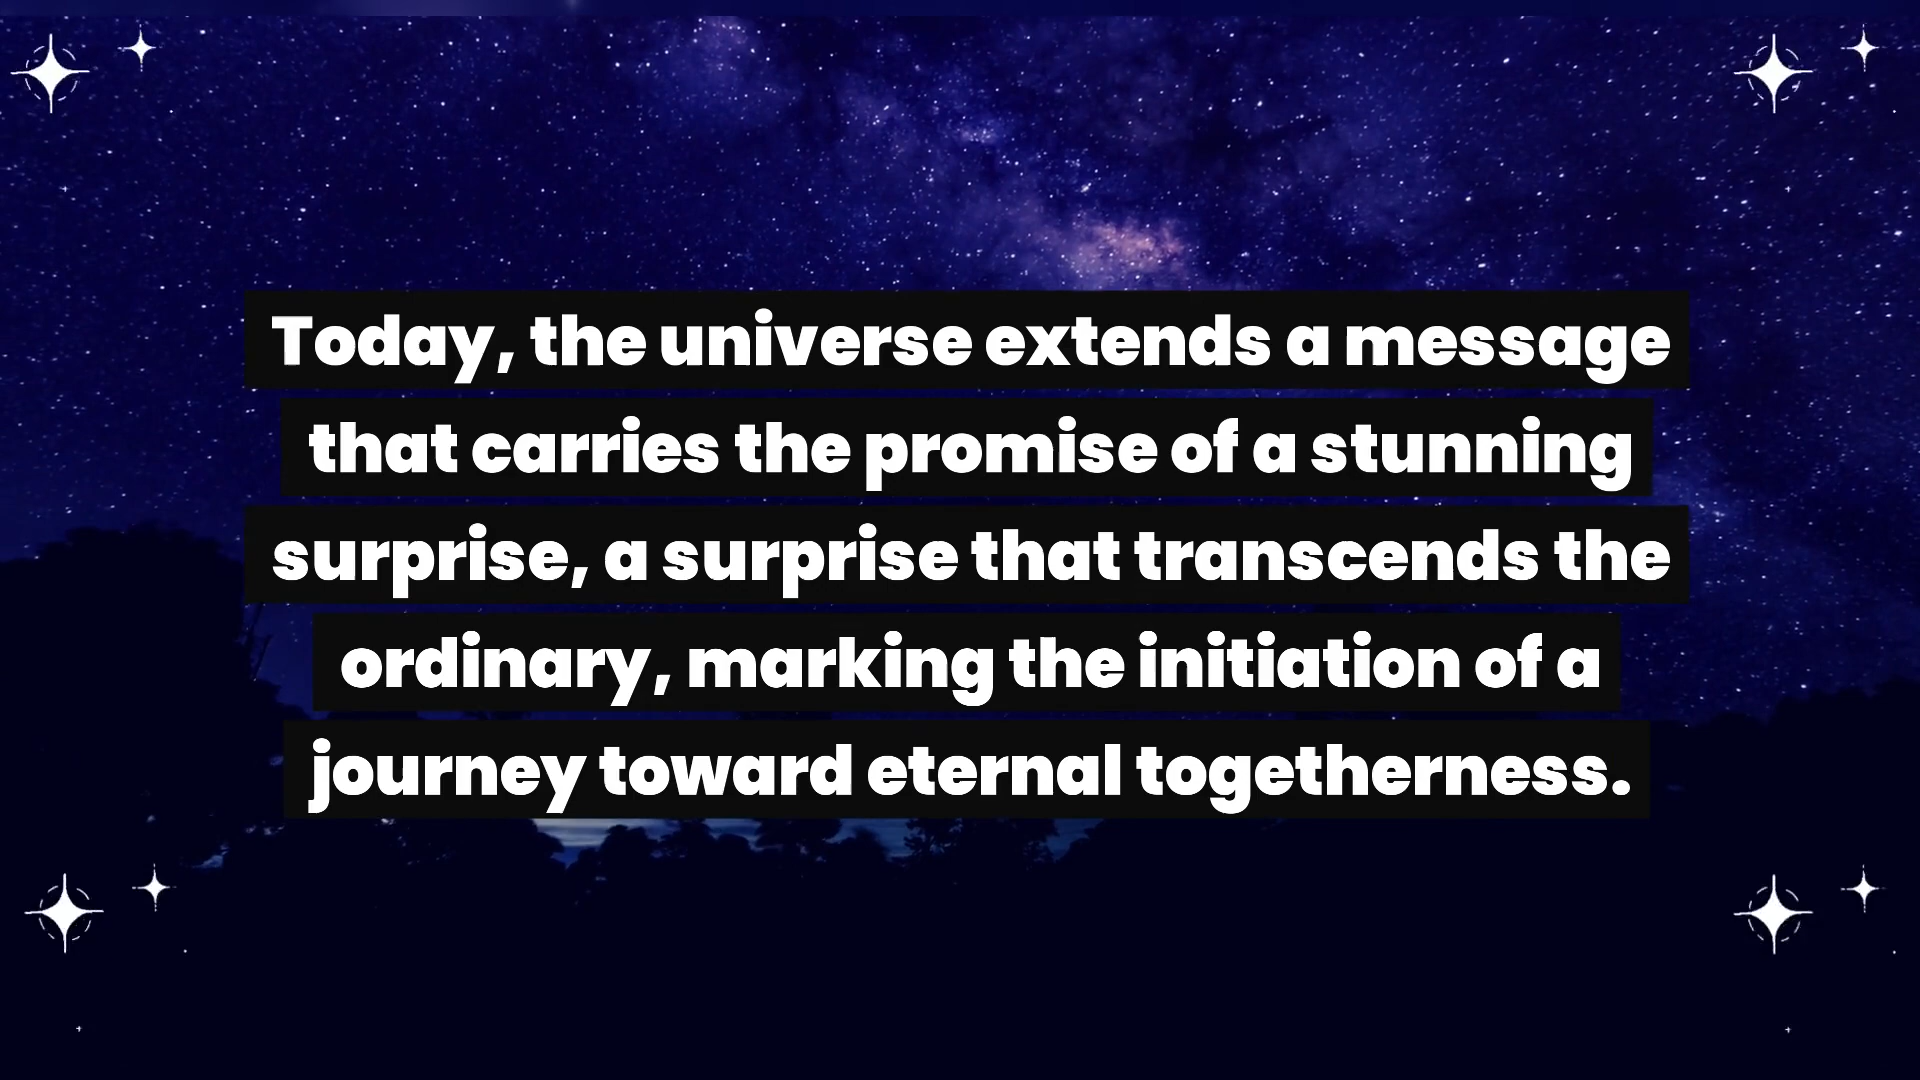 Today, the universe extends a message
that carries the promise of a stunning
surprise, a surprise that transcends the
ordinary, marking the initiation of a
journey toward eternal togetherness.